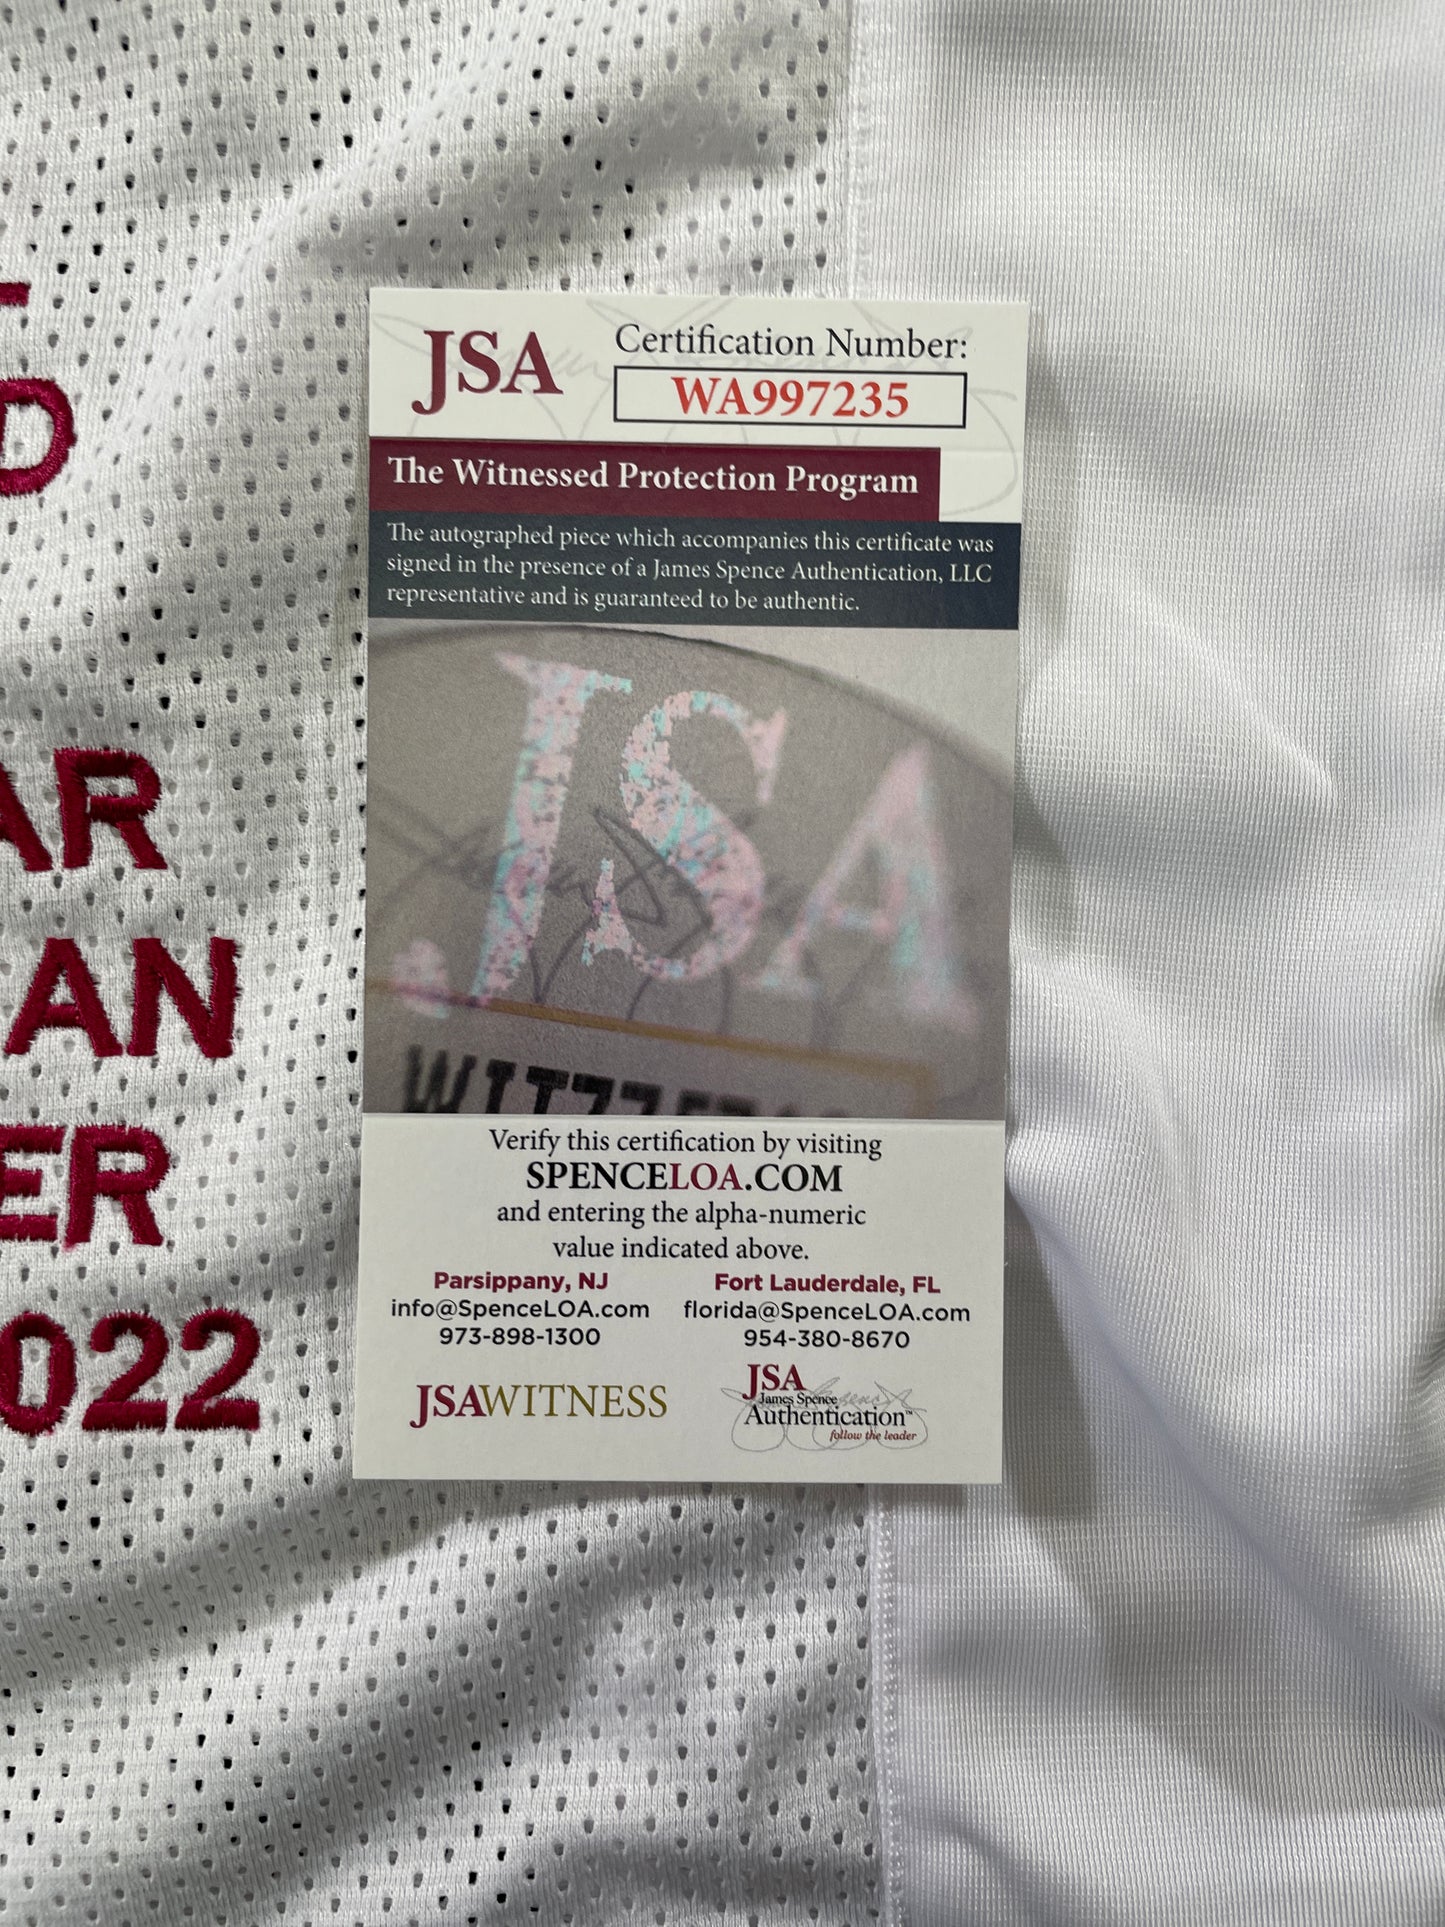 JSA
Certification Number:
WA997235
The Witnessed Protection Program
The autographed piece which accompanies this certificate was
signed in the presence of a James Spence Authentication, LLC
representative and is guaranteed to be authentic.
JSA
Verify this certification by visiting
SPENCELOA.COM
and entering the alpha-numeric
value indicated above.
Parsippany, NJ
info@SpenceLOA.com
973-898-1300
Fort Lauderdale, FL
florida@SpenceLOA.com
954-380-8670
JSAWITNESS
JSA
James Spence
Authentication™
follow the leader
D
AR
AN
ER
022